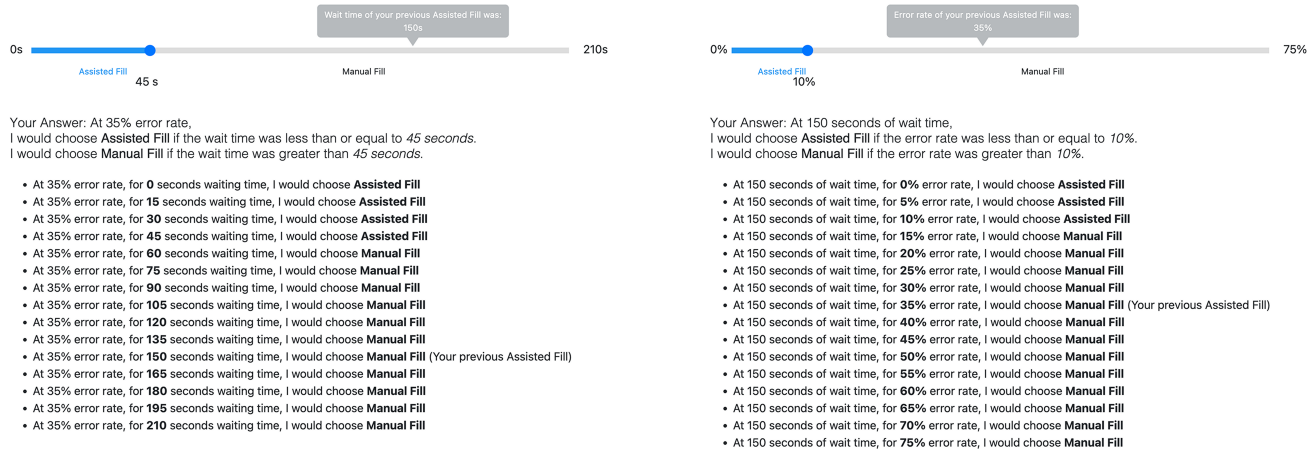 Wait time of your previous Assisted Fill was:
150s
0s
210s
Assisted Fill
Manual Fill
45 s
Your Answer: At 35% error rate,
I would choose Assisted Fill if the wait time was less than or equal to 45 seconds.
I would choose Manual Fill if the wait time was greater than 45 seconds.
• At 35% error rate, for 0 seconds waiting time, I would choose Assisted Fill
• At 35% error rate, for 15 seconds waiting time, I would choose Assisted Fill
• At 35% error rate, for 30 seconds waiting time, I would choose Assisted Fill
• At 35% error rate, for 45 seconds waiting time, I would choose Assisted Fill
• At 35% error rate, for 60 seconds waiting time, I would choose Manual Fill
• At 35% error rate, for 75 seconds waiting time, I would choose Manual Fill
• At 35% error rate, for 90 seconds waiting time, I would choose Manual Fill
• At 35% error rate, for 105 seconds waiting time, I would choose Manual Fill
• At 35% error rate, for 120 seconds waiting time, I would choose Manual Fill
• At 35% error rate, for 135 seconds waiting time, I would choose Manual Fill
• At 35% error rate, for 150 seconds waiting time, I would choose Manual Fill (Your previous Assisted Fill)
• At 35% error rate, for 165 seconds waiting time, I would choose Manual Fill
• At 35% error rate, for 180 seconds waiting time, I would choose Manual Fill
• At 35% error rate, for 195 seconds waiting time, I would choose Manual Fill
• At 35% error rate, for 210 seconds waiting time, I would choose Manual Fill
Error rate of your previous Assisted Fill was:
35%
0%
75%
Assisted Fill
Manual Fill
10%
Your Answer: At 150 seconds of wait time,
I would choose Assisted Fill if the error rate was less than or equal to 10%.
I would choose Manual Fill if the error rate was greater than 10%.
• At 150 seconds of wait time, for 0% error rate, I would choose Assisted Fill
• At 150 seconds of wait time, for 5% error rate, I would choose Assisted Fill
• At 150 seconds of wait time, for 10% error rate, I would choose Assisted Fill
• At 150 seconds of wait time, for 15% error rate, I would choose Manual Fill
• At 150 seconds of wait time, for 20% error rate, I would choose Manual Fill
• At 150 seconds of wait time, for 25% error rate, I would choose Manual Fill
• At 150 seconds of wait time, for 30% error rate, I would choose Manual Fill
• At 150 seconds of wait time, for 35% error rate, I would choose Manual Fill (Your previous Assisted Fill)
• At 150 seconds of wait time, for 40% error rate, I would choose Manual Fill
• At 150 seconds of wait time, for 45% error rate, I would choose Manual Fill
• At 150 seconds of wait time, for 50% error rate, I would choose Manual Fill
• At 150 seconds of wait time, for 55% error rate, I would choose Manual Fill
• At 150 seconds of wait time, for 60% error rate, I would choose Manual Fill
• At 150 seconds of wait time, for 65% error rate, I would choose Manual Fill
• At 150 seconds of wait time, for 70% error rate, I would choose Manual Fill
• At 150 seconds of wait time, for 75% error rate, I would choose Manual Fill